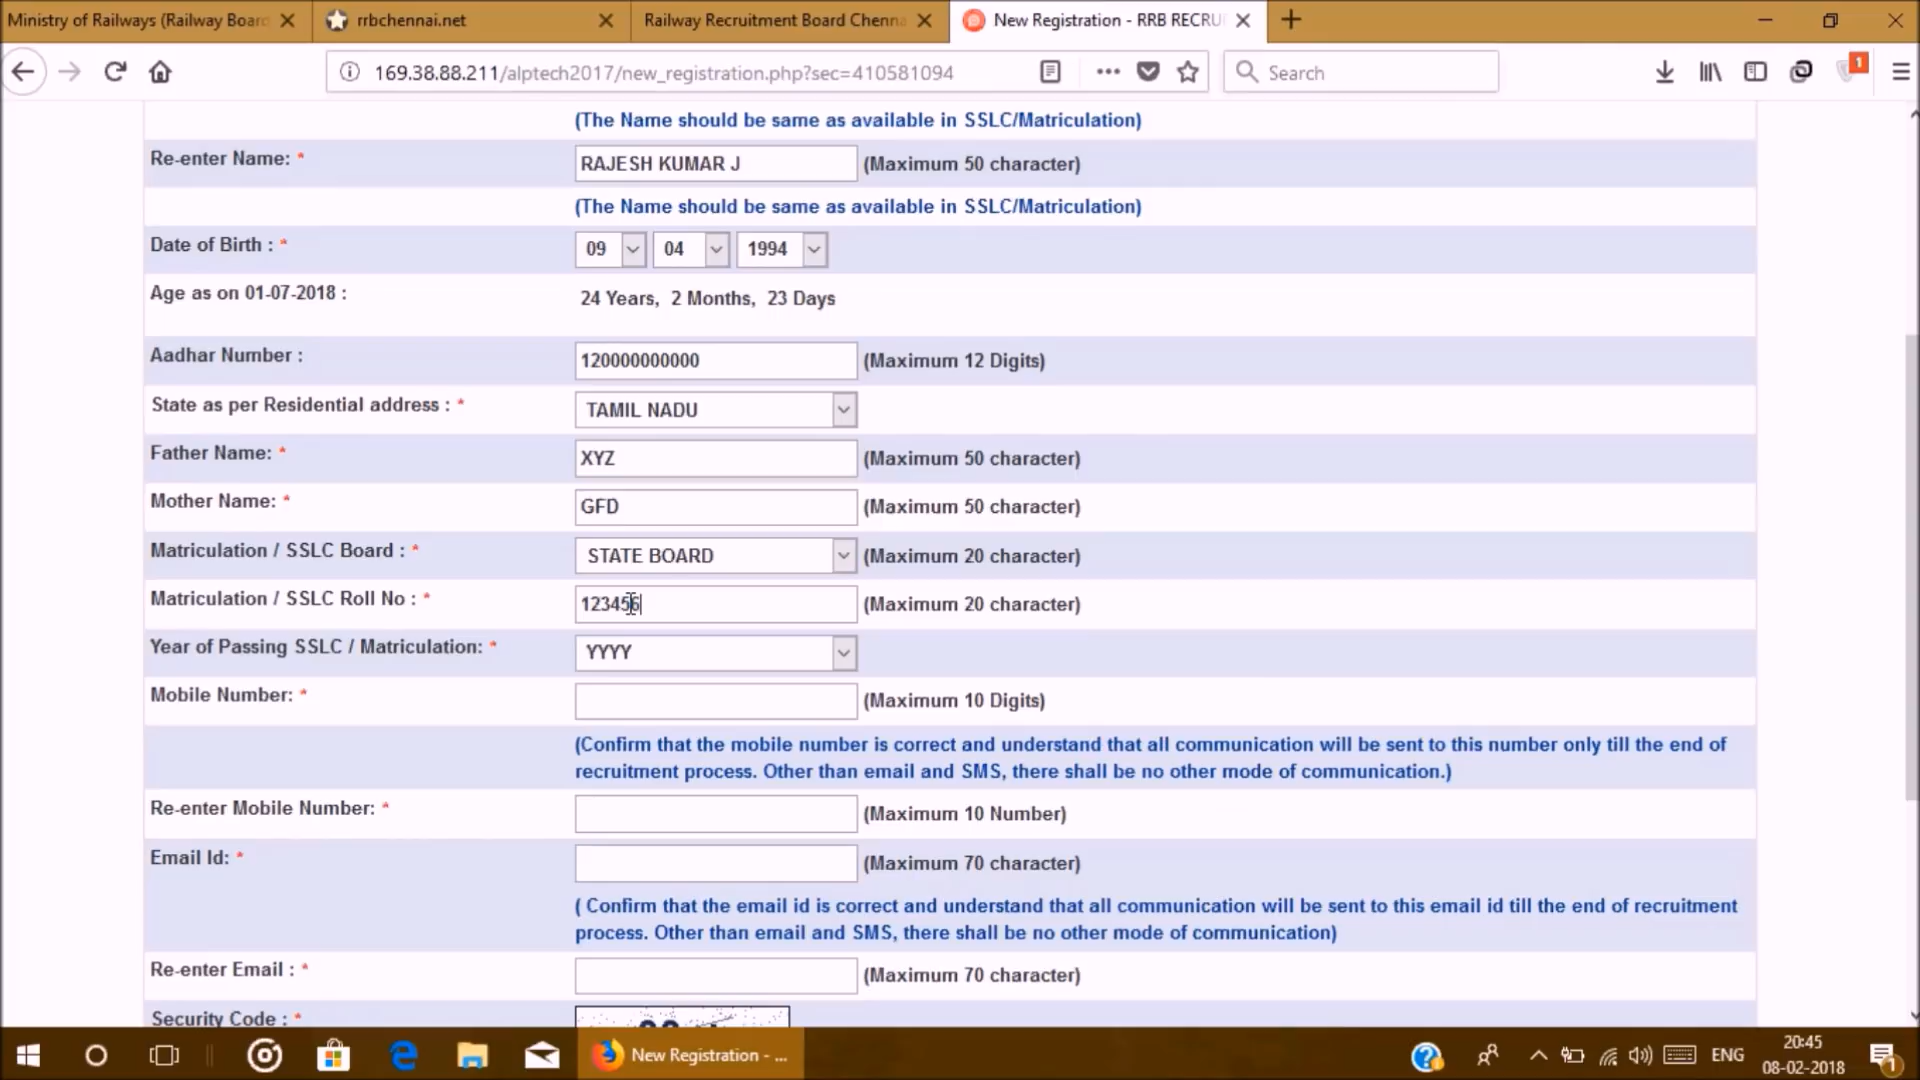 Ministry of Railways (Railway Board
rrbchennai.net
Railway Recruitment Board Chenna
New Registration - RRB RECRU
169.38.88.211/alptech2017/new_registration.php?sec=410581094
Search
1
(The Name should be same as available in SSLC/Matriculation)
Re-enter Name: * RAJESH KUMAR J (Maximum 50 character)
(The Name should be same as available in SSLC/Matriculation)
Date of Birth : * 09 04 1994
Age as on 01-07-2018 : 24 Years, 2 Months, 23 Days
Aadhar Number : 120000000000 (Maximum 12 Digits)
State as per Residential address : * TAMIL NADU
Father Name: * XYZ (Maximum 50 character)
Mother Name: * GFD (Maximum 50 character)
Matriculation / SSLC Board : * STATE BOARD (Maximum 20 character)
Matriculation / SSLC Roll No : * 123456 (Maximum 20 character)
Year of Passing SSLC / Matriculation: * YYYY
Mobile Number: * (Maximum 10 Digits)
(Confirm that the mobile number is correct and understand that all communication will be sent to this number only till the end of
recruitment process. Other than email and SMS, there shall be no other mode of communication.)
Re-enter Mobile Number: * (Maximum 10 Number)
Email Id: * (Maximum 70 character)
( Confirm that the email id is correct and understand that all communication will be sent to this email id till the end of recruitment
process. Other than email and SMS, there shall be no other mode of communication)
Re-enter Email : * (Maximum 70 character)
Security Code : *
New Registration - ...
ENG
20:45
08-02-2018
1